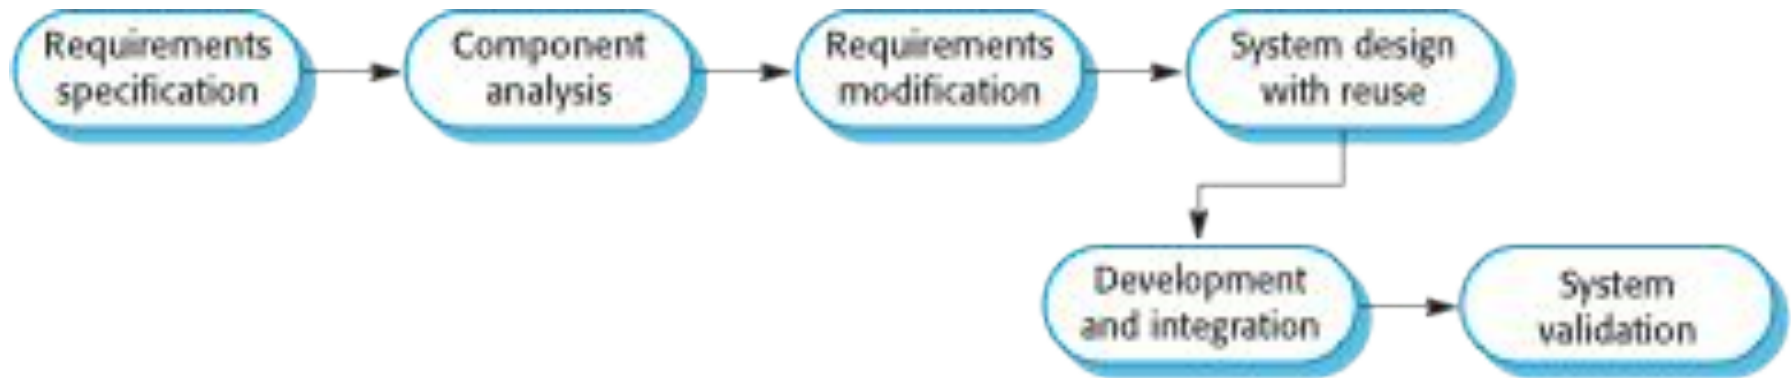 Requirements
specification
Component
analysis
Requirements
modification
System design
with reuse
Development
and integration
System
validation